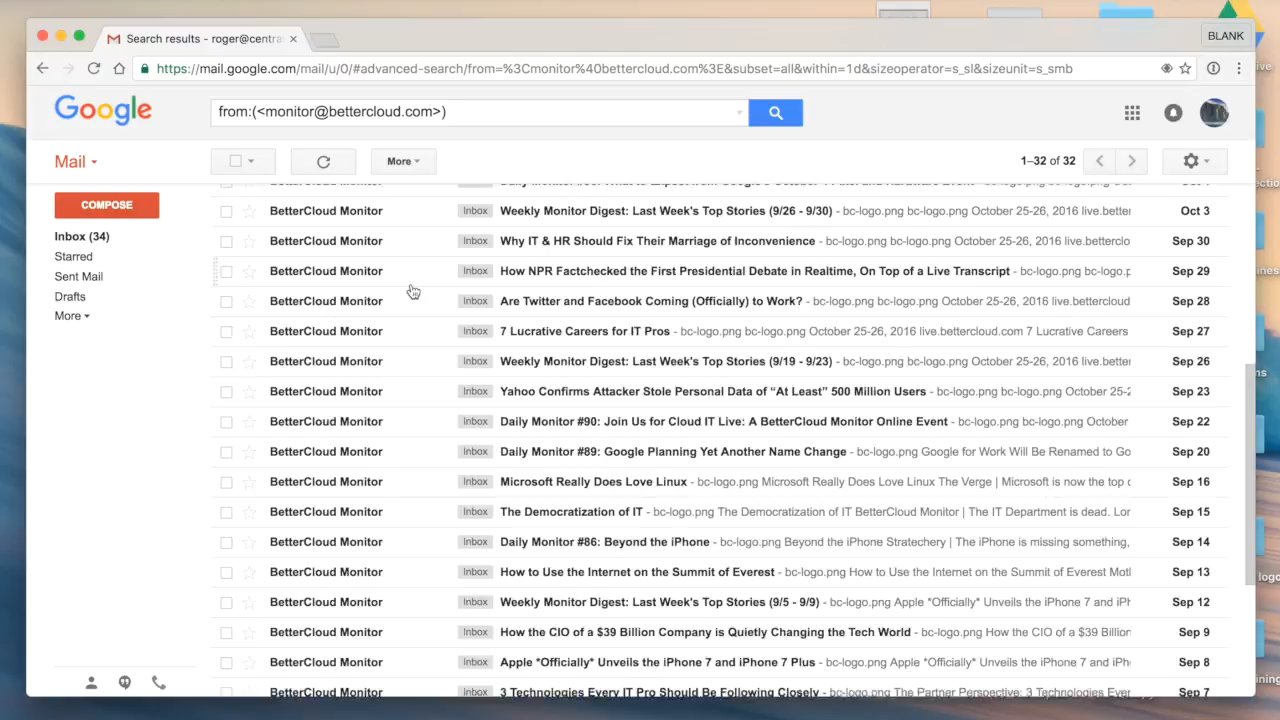 Search results - roger@centra
BLANK
https://mail.google.com/mail/u/0/#advanced-search/from=%3Cmonitor%40bettercloud.com%3E&subset=all&within=1d&sizeoperator=s_sl&sizeunit=s_smb
Google
from:(<monitor@bettercloud.com>)
Mail
More
1–32 of 32
COMPOSE
Inbox (34)
Starred
Sent Mail
Drafts
More
BetterCloud Monitor Inbox Weekly Monitor Digest: Last Week's Top Stories (9/26 - 9/30) - bc-logo.png bc-logo.png October 25-26, 2016 live.better Oct 3
BetterCloud Monitor Inbox Why IT & HR Should Fix Their Marriage of Inconvenience - bc-logo.png bc-logo.png October 25-26, 2016 live.betterclo Sep 30
BetterCloud Monitor Inbox How NPR Factchecked the First Presidential Debate in Realtime, On Top of a Live Transcript - bc-logo.png bc-logo.p Sep 29
BetterCloud Monitor Inbox Are Twitter and Facebook Coming (Officially) to Work? - bc-logo.png bc-logo.png October 25-26, 2016 live.bettercloud Sep 28
BetterCloud Monitor Inbox 7 Lucrative Careers for IT Pros - bc-logo.png bc-logo.png October 25-26, 2016 live.bettercloud.com 7 Lucrative Careers Sep 27
BetterCloud Monitor Inbox Weekly Monitor Digest: Last Week's Top Stories (9/19 - 9/23) - bc-logo.png bc-logo.png October 25-26, 2016 live.better Sep 26
BetterCloud Monitor Inbox Yahoo Confirms Attacker Stole Personal Data of “At Least” 500 Million Users - bc-logo.png bc-logo.png October 25-2 Sep 23
BetterCloud Monitor Inbox Daily Monitor #90: Join Us for Cloud IT Live: A BetterCloud Monitor Online Event - bc-logo.png bc-logo.png October Sep 22
BetterCloud Monitor Inbox Daily Monitor #89: Google Planning Yet Another Name Change - bc-logo.png Google for Work Will Be Renamed to Go Sep 20
BetterCloud Monitor Inbox Microsoft Really Does Love Linux - bc-logo.png Microsoft Really Does Love Linux The Verge | Microsoft is now the top c Sep 16
BetterCloud Monitor Inbox The Democratization of IT - bc-logo.png The Democratization of IT BetterCloud Monitor | The IT Department is dead. Lor Sep 15
BetterCloud Monitor Inbox Daily Monitor #86: Beyond the iPhone - bc-logo.png Beyond the iPhone Stratechery | The iPhone is missing something, Sep 14
BetterCloud Monitor Inbox How to Use the Internet on the Summit of Everest - bc-logo.png How to Use the Internet on the Summit of Everest Motl Sep 13
BetterCloud Monitor Inbox Weekly Monitor Digest: Last Week's Top Stories (9/5 - 9/9) - bc-logo.png Apple *Officially* Unveils the iPhone 7 and iPh Sep 12
BetterCloud Monitor Inbox How the CIO of a $39 Billion Company is Quietly Changing the Tech World - bc-logo.png How the CIO of a $39 Billion Sep 9
BetterCloud Monitor Inbox Apple *Officially* Unveils the iPhone 7 and iPhone 7 Plus - bc-logo.png Apple *Officially* Unveils the iPhone 7 and iPh Sep 8
BetterCloud Monitor Inbox 3 Technologies Every IT Pro Should Be Following Closely - bc-logo.png The Partner Perspective: 3 Technologies Ever Sep 7